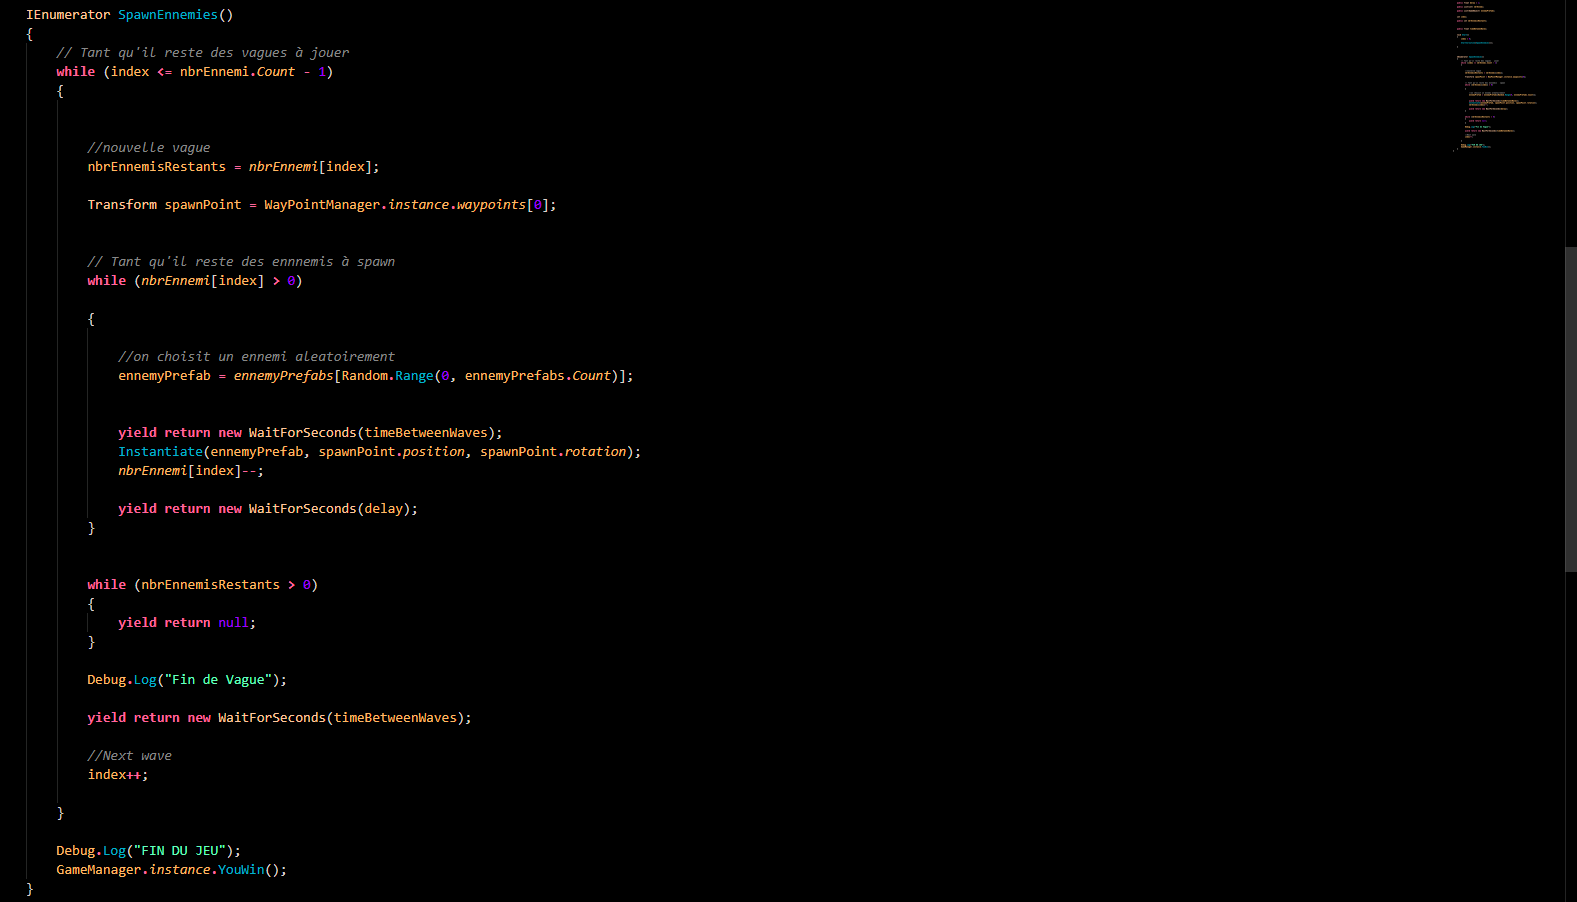 IEnumerator SpawnEnnemies()
{
// Tant qu'il reste des vagues à jouer
while (index <= nbrEnnemi.Count - 1)
{
//nouvelle vague
nbrEnnemisRestants = nbrEnnemi[index];
Transform spawnPoint = WayPointManager.instance.waypoints[0];
// Tant qu'il reste des ennnemis à spawn
while (nbrEnnemi[index] > 0)
{
//on choisit un ennemi aleatoirement
ennemyPrefab = ennemyPrefabs[Random.Range(0, ennemyPrefabs.Count)];
yield return new WaitForSeconds(timeBetweenWaves);
Instantiate(ennemyPrefab, spawnPoint.position, spawnPoint.rotation);
nbrEnnemi[index]--;
yield return new WaitForSeconds(delay);
}
while (nbrEnnemisRestants > 0)
{
yield return null;
}
Debug.Log("Fin de Vague");
yield return new WaitForSeconds(timeBetweenWaves);
//Next wave
index++;
}
Debug.Log("FIN DU JEU");
GameManager.instance.YouWin();
}